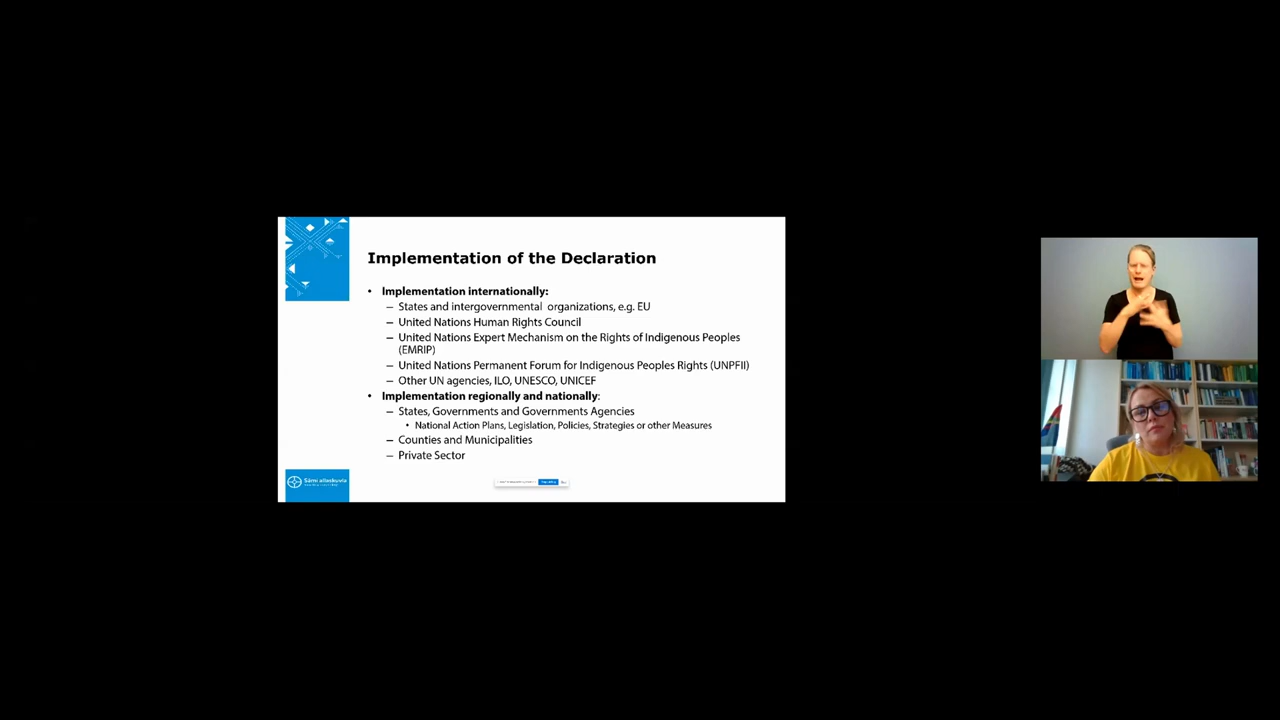 Implementation of the Declaration
• Implementation internationally:
– States and intergovernmental organizations, e.g. EU
– United Nations Human Rights Council
– United Nations Expert Mechanism on the Rights of Indigenous Peoples
(EMRIP)
– United Nations Permanent Forum for Indigenous Peoples Rights (UNPFII)
– Other UN agencies, ILO, UNESCO, UNICEF
• Implementation regionally and nationally:
– States, Governments and Governments Agencies
• National Action Plans, Legislation, Policies, Strategies or other Measures
– Counties and Municipalities
– Private Sector
Sámi allaskuvla